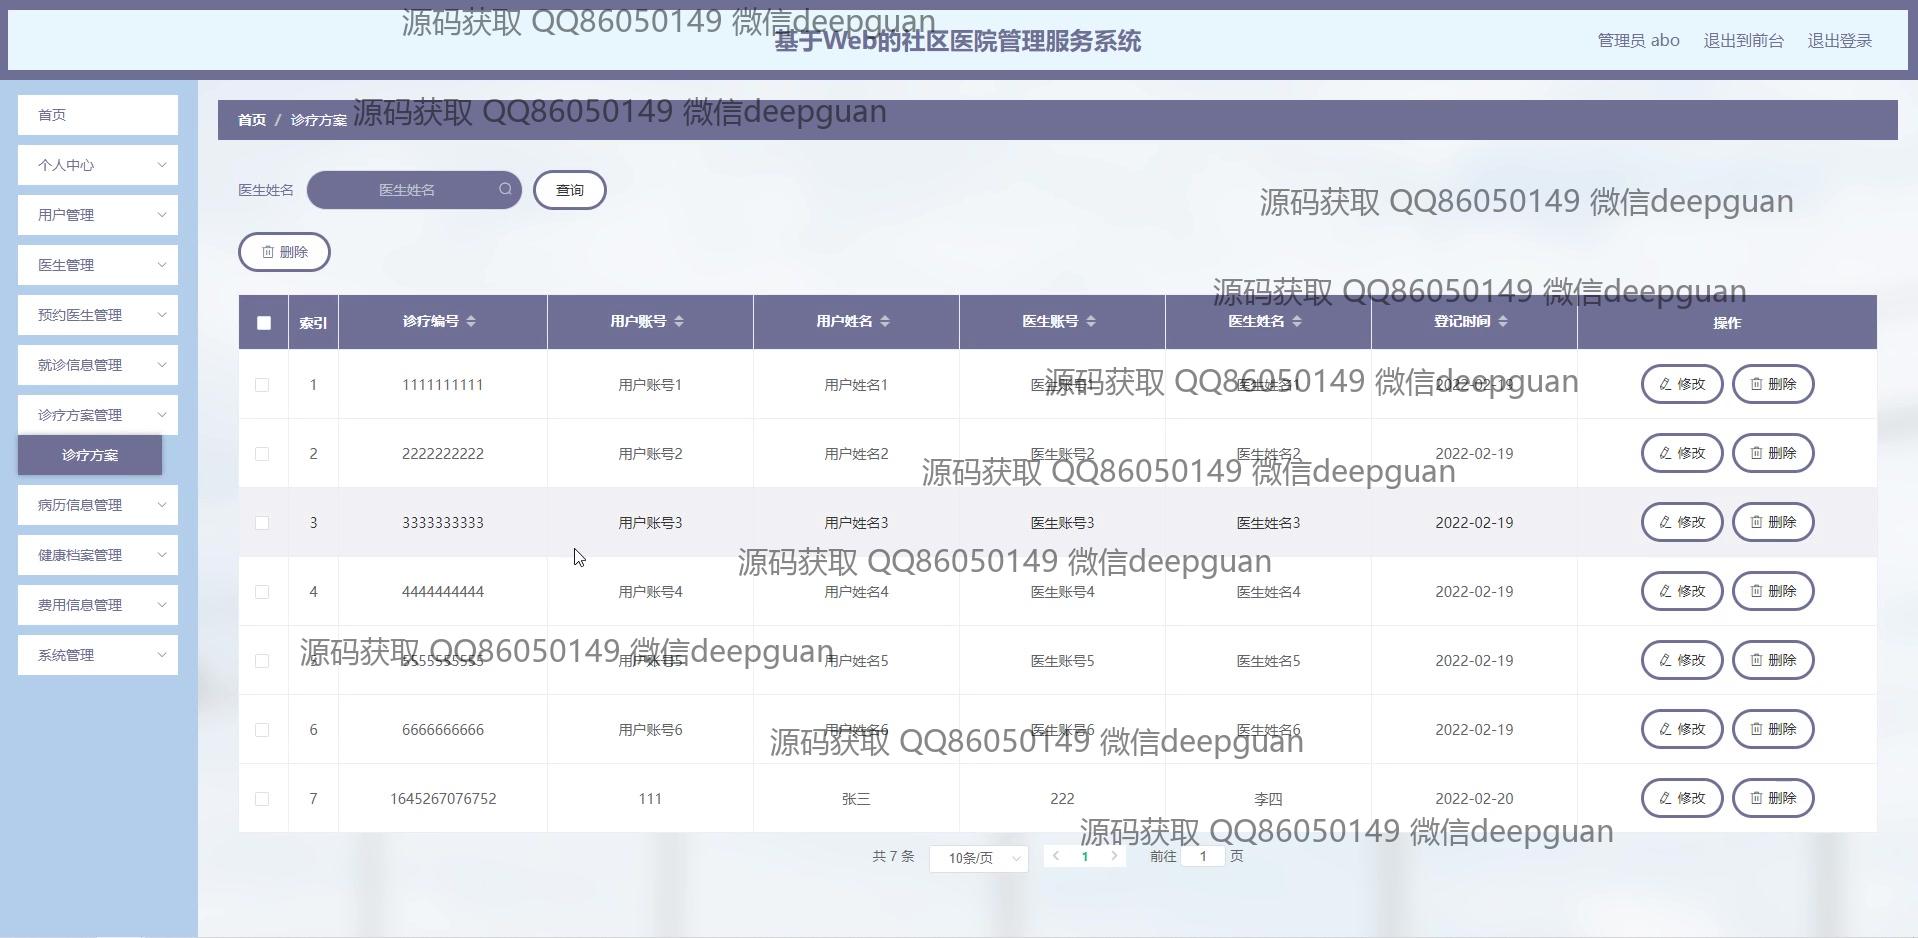 源码获取 QQ86050149 微信deepguan
基于Web的社区医院管理服务系统
管理员 abo 退出到前台 退出登录
首页
个人中心
用户管理
医生管理
预约医生管理
就诊信息管理
诊疗方案管理
诊疗方案
病历信息管理
健康档案管理
费用信息管理
系统管理
首页 / 诊疗方案
源码获取 QQ86050149 微信deepguan
医生姓名 医生姓名 查询
源码获取 QQ86050149 微信deepguan
删除
源码获取 QQ86050149 微信deepguan
索引 诊疗编号 用户账号 用户姓名 医生账号 医生姓名 登记时间 操作
1 1111111111 用户账号1 用户姓名1 医生账号1 医生姓名1 2022-02-19 修改 删除
源码获取 QQ86050149 微信deepguan
2 2222222222 用户账号2 用户姓名2 医生账号2 医生姓名2 2022-02-19 修改 删除
源码获取 QQ86050149 微信deepguan
3 3333333333 用户账号3 用户姓名3 医生账号3 医生姓名3 2022-02-19 修改 删除
源码获取 QQ86050149 微信deepguan
4 4444444444 用户账号4 用户姓名4 医生账号4 医生姓名4 2022-02-19 修改 删除
源码获取 QQ86050149 微信deepguan
5 5555555555 用户账号5 用户姓名5 医生账号5 医生姓名5 2022-02-19 修改 删除
6 6666666666 用户账号6 用户姓名6 医生账号6 医生姓名6 2022-02-19 修改 删除
源码获取 QQ86050149 微信deepguan
7 1645267076752 111 张三 222 李四 2022-02-20 修改 删除
源码获取 QQ86050149 微信deepguan
共 7 条 10条/页 1 前往 1 页